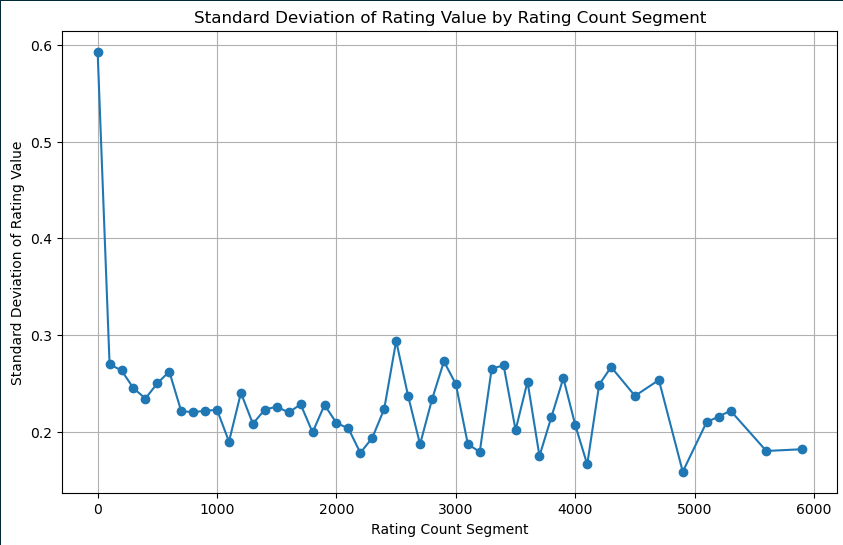 Standard Deviation of Rating Value by Rating Count Segment
0.6
0.5
0.4
0.3
0.2
Standard Deviation of Rating Value
0 1000 2000 3000 4000 5000 6000
Rating Count Segment